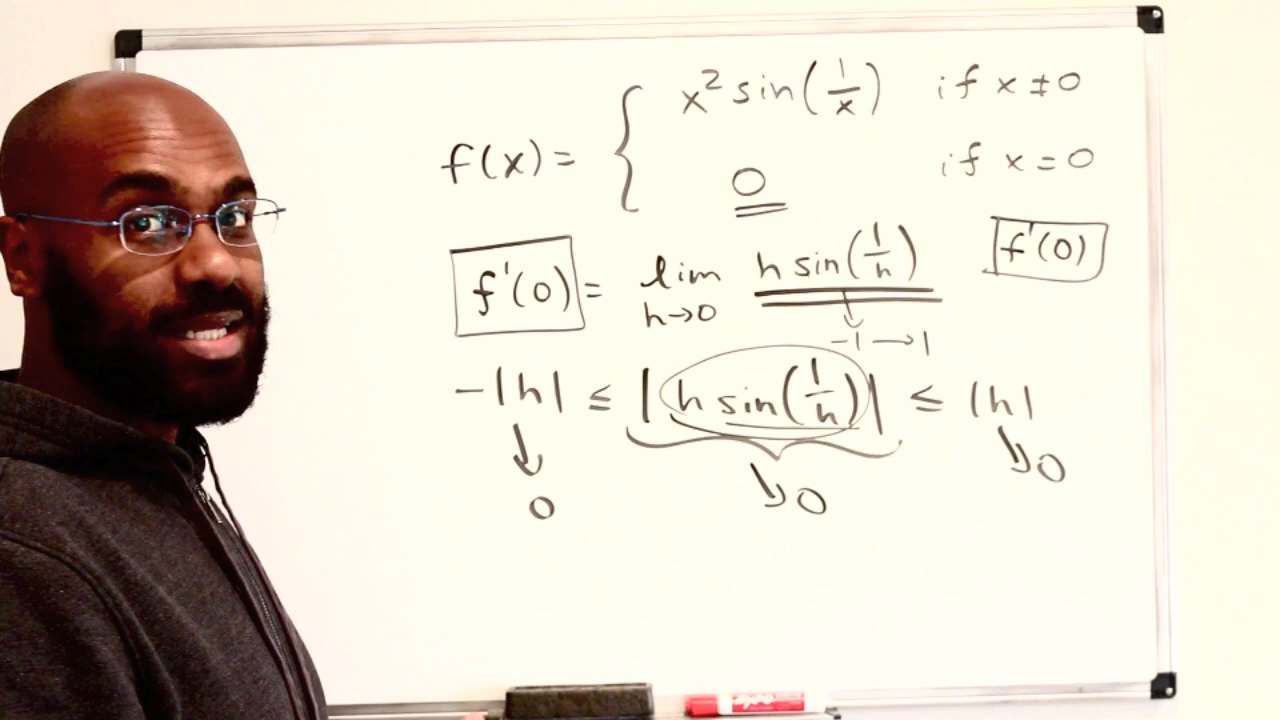 x² sin(1/x) if x ≠ 0
f(x) = {
0 if x = 0
f'(0) = lim h→0 h sin(1/h) f'(0)
-1 → 1
-|h| ≤ |h sin(1/h)| ≤ |h|
↓ 0 ↘ 0 ↘ 0
EXPO